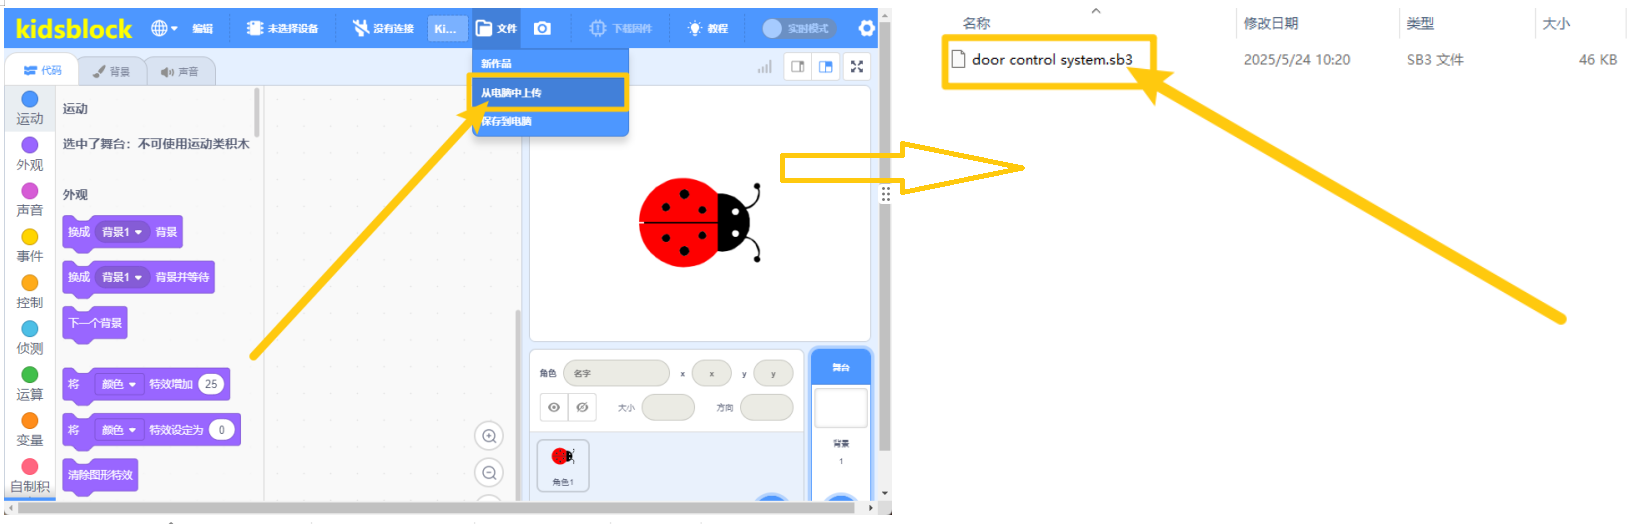 kidsblock
编辑
未选择设备
没有连接
Ki...
文件
下载固件
教程
实时模式
新作品
从电脑中上传
保存到电脑
代码
背景
声音
运动
外观
声音
事件
控制
侦测
运算
变量
自制积
运动
选中了舞台：不可使用运动类积木
外观
换成 背景1 背景
换成 背景1 背景并等待
下一个背景
将 颜色 特效增加 25
将 颜色 特效设定为 0
清除图形特效
角色 名字 x x y y
大小 方向
角色1
舞台
背景
1
名称 修改日期 类型 大小
door control system.sb3 2025/5/24 10:20 SB3 文件 46 KB